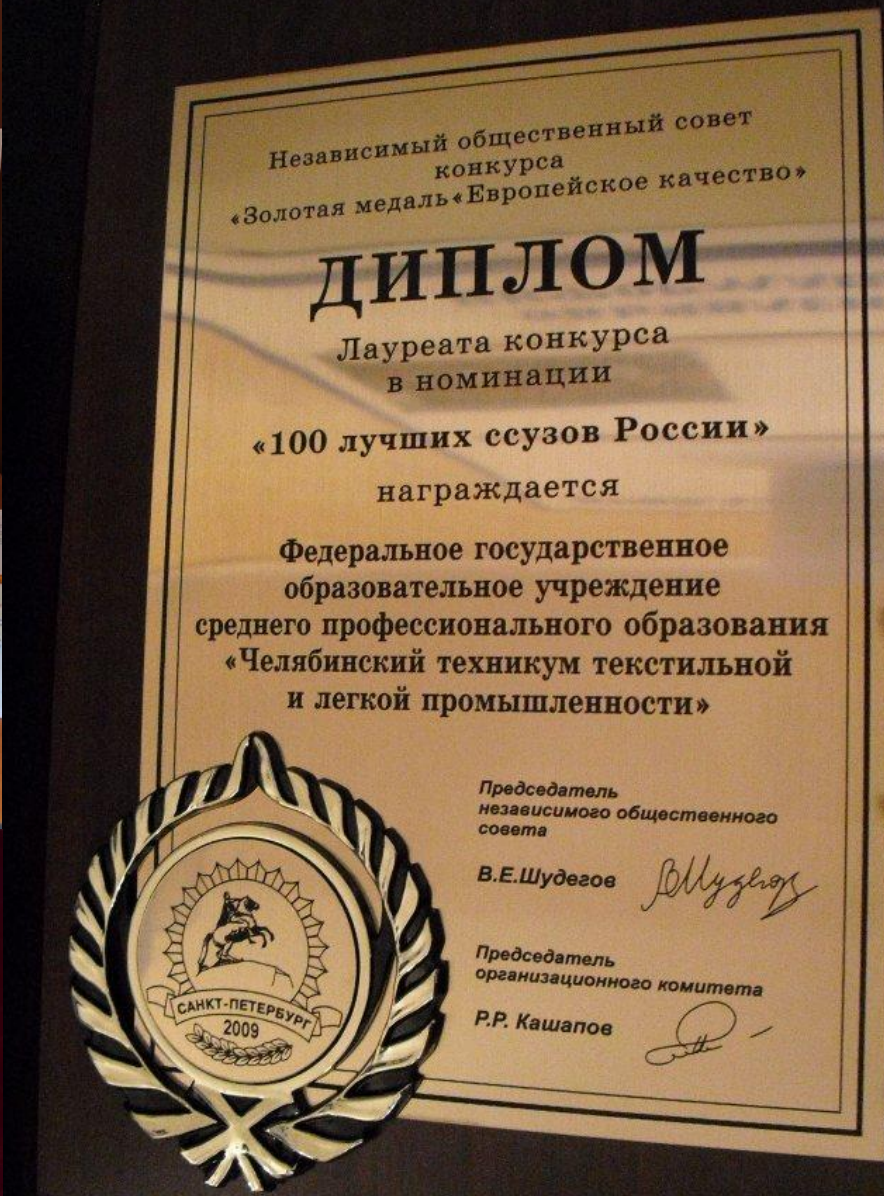 Независимый общественный совет
конкурса
«Золотая медаль«Европейское качество»
ДИПЛОМ
Лауреата конкурса
в номинации
«100 лучших ссузов России»
награждается
Федеральное государственное
образовательное учреждение
среднего профессионального образования
«Челябинский техникум текстильной
и легкой промышленности»
Председатель
независимого общественного
совета
В.Е.Шудегов
Председатель
организационного комитета
Р.Р. Кашапов
САНКТ-ПЕТЕРБУРГ
2009